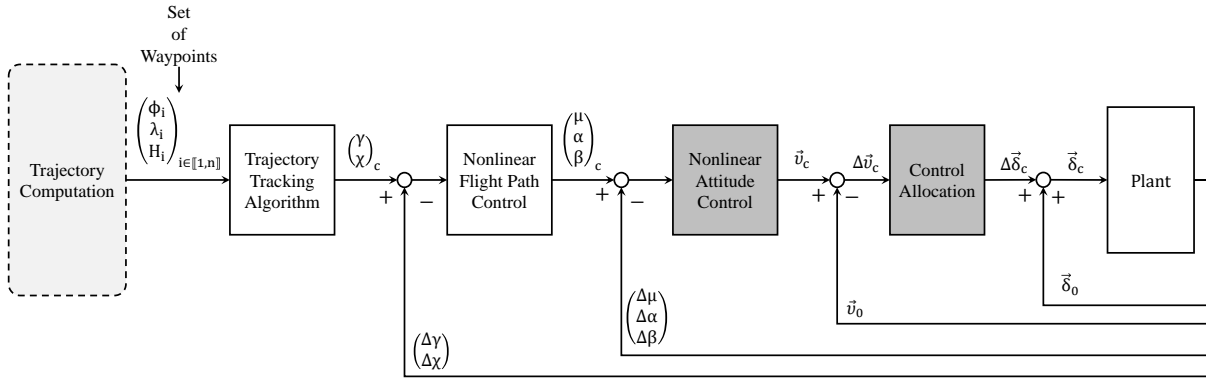 Set
of
Waypoints
Trajectory
Computation
ϕᵢ
λᵢ
Hᵢ
i∈⟦1,n⟧
Trajectory
Tracking
Algorithm
γ
χ
c
+
−
Nonlinear
Flight Path
Control
μ
α
β
c
+
−
Nonlinear
Attitude
Control
υ⃗c
+
−
Δυ⃗c
Control
Allocation
Δδ⃗c
+
+
δ⃗c
Plant
δ⃗₀
υ⃗₀
Δμ
Δα
Δβ
Δγ
Δχ